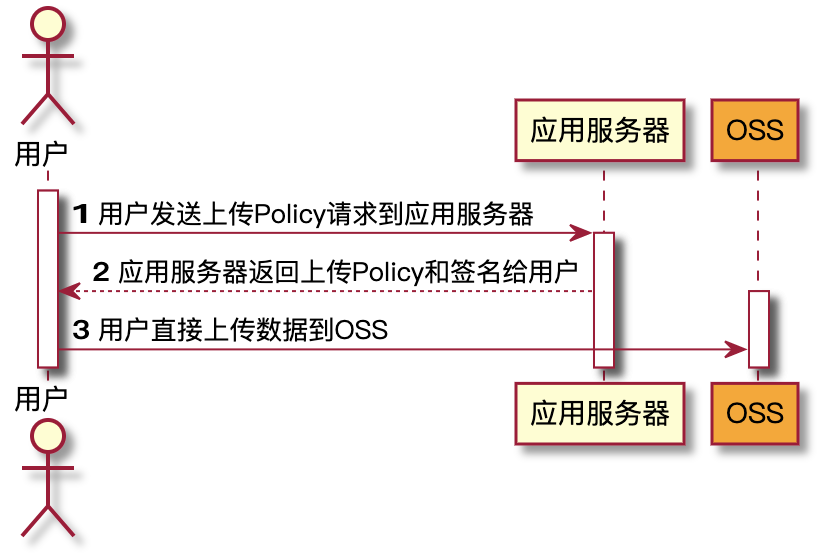 用户
应用服务器
OSS
1 用户发送上传Policy请求到应用服务器
2 应用服务器返回上传Policy和签名给用户
3 用户直接上传数据到OSS
用户
应用服务器
OSS